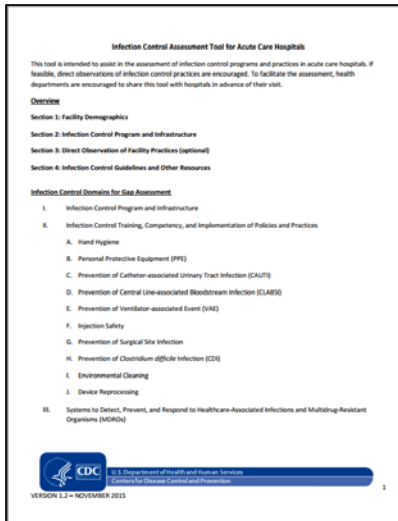 Infection Control Assessment Tool for Acute Care Hospitals
This tool is intended to assist in the assessment of infection control programs and practices in acute care hospitals. If
feasible, direct observations of infection control practices are encouraged. To facilitate the assessment, health
departments are encouraged to share this tool with hospitals in advance of their visit.
Overview
Section 1: Facility Demographics
Section 2: Infection Control Program and Infrastructure
Section 3: Direct Observation of Facility Practices (optional)
Section 4: Infection Control Guidelines and Other Resources
Infection Control Domains for Gap Assessment
I. Infection Control Program and Infrastructure
II. Infection Control Training, Competency, and Implementation of Policies and Practices
A. Hand Hygiene
B. Personal Protective Equipment (PPE)
C. Prevention of Catheter-associated Urinary Tract Infection (CAUTI)
D. Prevention of Central Line-associated Bloodstream Infection (CLABSI)
E. Prevention of Ventilator-associated Event (VAE)
F. Injection Safety
G. Prevention of Surgical Site Infection
H. Prevention of Clostridium difficile Infection (CDI)
I. Environmental Cleaning
J. Device Reprocessing
III. Systems to Detect, Prevent, and Respond to Healthcare-Associated Infections and Multidrug-Resistant
Organisms (MDROs)
CDC
U.S. Department of Health and Human Services
Centers for Disease Control and Prevention
1
VERSION 1.2 – NOVEMBER 2015